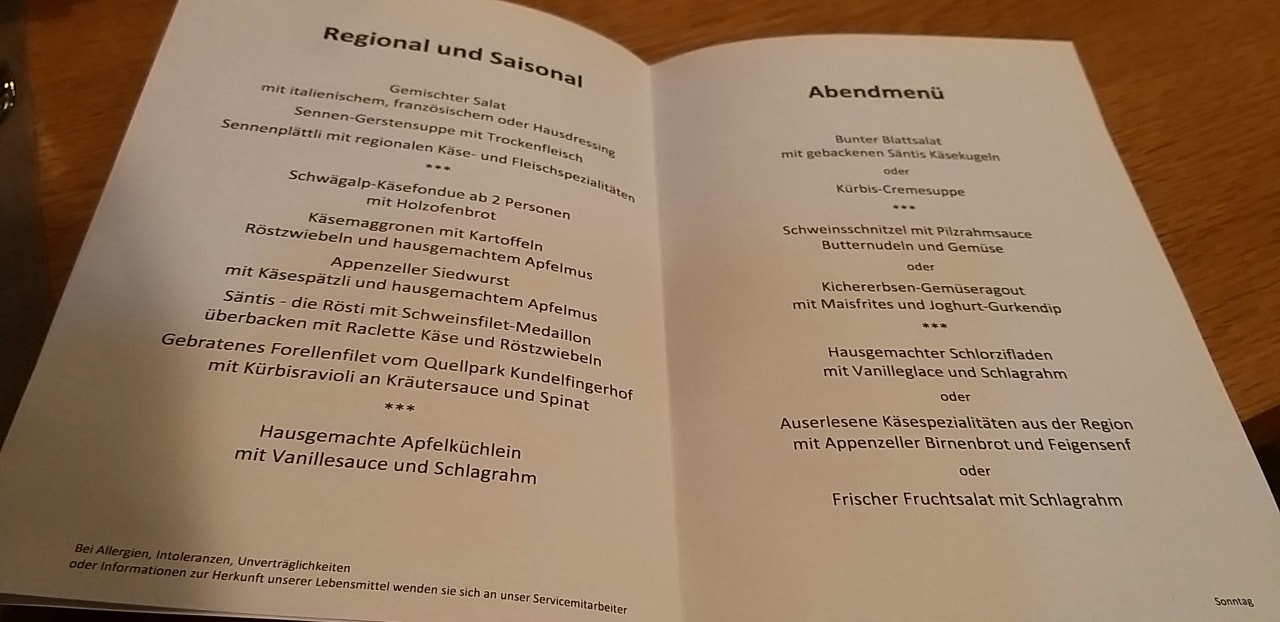 Regional und Saisonal
Gemischter Salat
mit italienischem, französischem oder Hausdressing
Sennen-Gerstensuppe mit Trockenfleisch
Sennenplättli mit regionalen Käse- und Fleischspezialitäten
***
Schwägalp-Käsefondue ab 2 Personen
mit Holzofenbrot
Käsemaggronen mit Kartoffeln
Röstzwiebeln und hausgemachtem Apfelmus
Appenzeller Siedwurst
mit Käsespätzli und hausgemachtem Apfelmus
Säntis - die Rösti mit Schweinsfilet-Medaillon
überbacken mit Raclette Käse und Röstzwiebeln
Gebratenes Forellenfilet vom Quellpark Kundelfingerhof
mit Kürbisravioli an Kräutersauce und Spinat
***
Hausgemachte Apfelküchlein
mit Vanillesauce und Schlagrahm
Bei Allergien, Intoleranzen, Unverträglichkeiten
oder Informationen zur Herkunft unserer Lebensmittel wenden sie sich an unser Servicemitarbeiter
Abendmenü
Bunter Blattsalat
mit gebackenen Säntis Käsekugeln
oder
Kürbis-Cremesuppe
***
Schweinsschnitzel mit Pilzrahmsauce
Butternudeln und Gemüse
oder
Kichererbsen-Gemüseragout
mit Maisfrites und Joghurt-Gurkendip
***
Hausgemachter Schlorzifladen
mit Vanilleglace und Schlagrahm
oder
Auserlesene Käsespezialitäten aus der Region
mit Appenzeller Birnenbrot und Feigensenf
oder
Frischer Fruchtsalat mit Schlagrahm
Sonntag